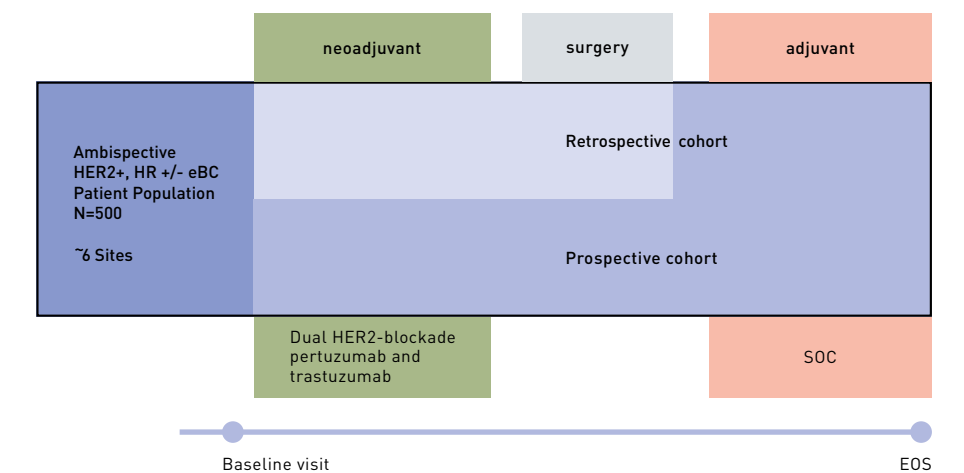 neoadjuvant
surgery
adjuvant
Ambispective
HER2+, HR +/- eBC
Patient Population
N=500
~6 Sites
Retrospective cohort
Prospective cohort
Dual HER2-blockade
pertuzumab and
trastuzumab
SOC
Baseline visit
EOS